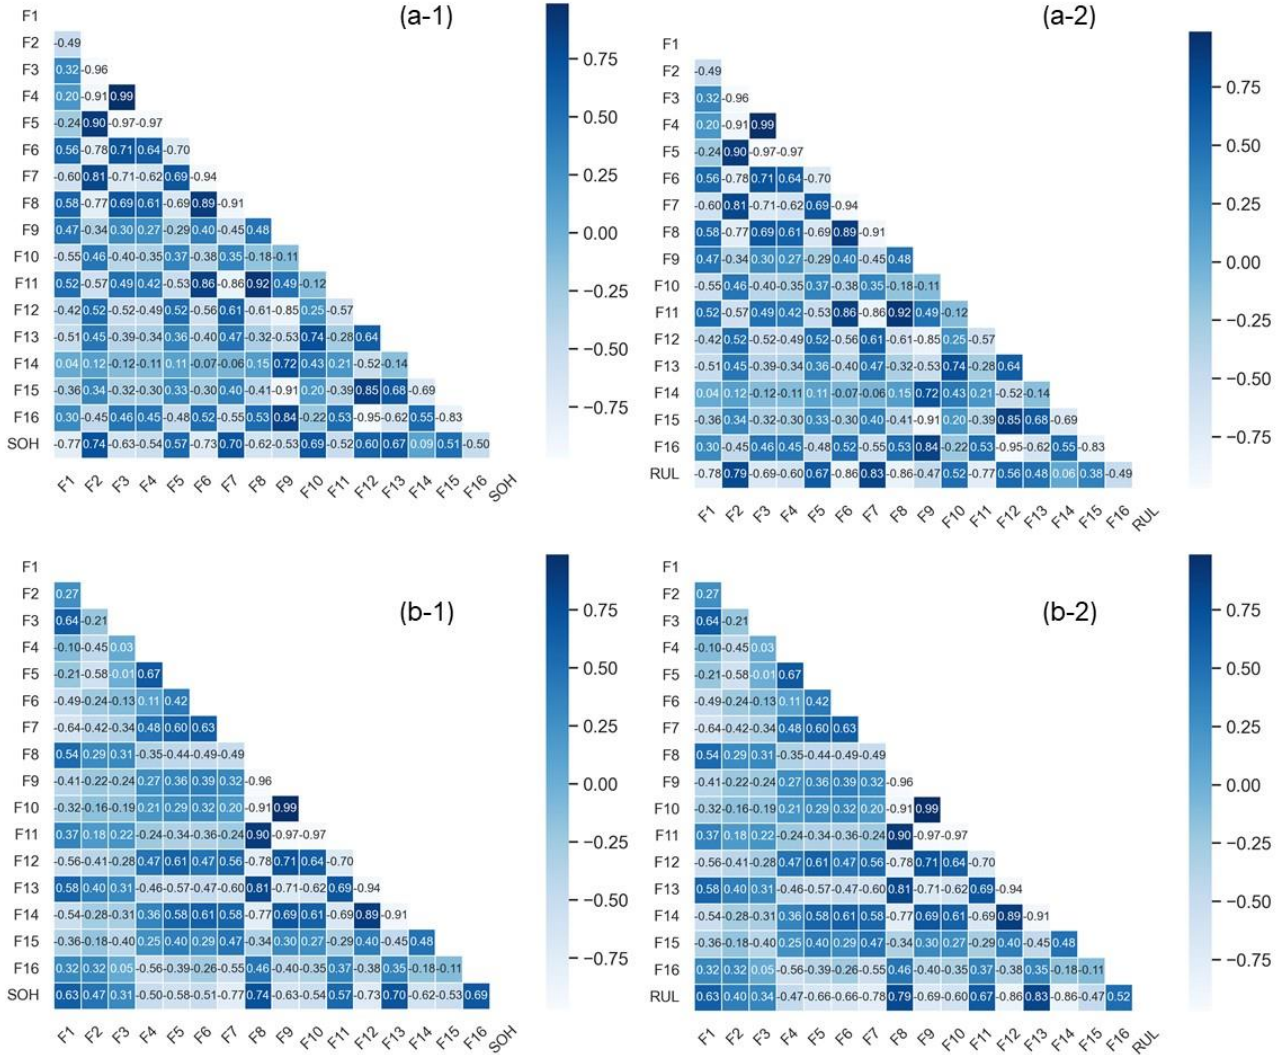 (a-1)
F1
F2 -0.49
F3 0.32 -0.96
F4 0.20 -0.91 0.99
F5 -0.24 0.90 -0.97 -0.97
F6 0.56 -0.78 0.71 0.64 -0.70
F7 -0.60 0.81 -0.71 -0.62 0.69 -0.94
F8 0.58 -0.77 0.69 0.61 -0.69 0.89 -0.91
F9 0.47 -0.34 0.30 0.27 -0.29 0.40 -0.45 0.48
F10 -0.55 0.46 -0.40 -0.35 0.37 -0.38 0.35 -0.18 -0.11
F11 0.52 -0.57 0.49 0.42 -0.53 0.86 -0.86 0.92 0.49 -0.12
F12 -0.42 0.52 -0.52 -0.49 0.52 -0.56 0.61 -0.61 -0.85 0.25 -0.57
F13 -0.51 0.45 -0.39 -0.34 0.36 -0.40 0.47 -0.32 -0.53 0.74 -0.28 0.64
F14 0.04 0.12 -0.12 -0.11 0.11 -0.07 -0.06 0.15 0.72 0.43 0.21 -0.52 -0.14
F15 -0.36 0.34 -0.32 -0.30 0.33 -0.30 0.40 -0.41 -0.91 0.20 -0.39 0.85 0.68 -0.69
F16 0.30 -0.45 0.46 0.45 -0.48 0.52 -0.55 0.53 0.84 -0.22 0.53 -0.95 -0.62 0.55 -0.83
SOH -0.77 0.74 -0.63 -0.54 0.57 -0.73 0.70 -0.62 -0.53 0.69 -0.52 0.60 0.67 0.09 0.51 -0.50
F1 F2 F3 F4 F5 F6 F7 F8 F9 F10 F11 F12 F13 F14 F15 F16 SOH
0.75
0.50
0.25
0.00
−0.25
−0.50
−0.75
(a-2)
F1
F2 -0.49
F3 0.32 -0.96
F4 0.20 -0.91 0.99
F5 -0.24 0.90 -0.97 -0.97
F6 0.56 -0.78 0.71 0.64 -0.70
F7 -0.60 0.81 -0.71 -0.62 0.69 -0.94
F8 0.58 -0.77 0.69 0.61 -0.69 0.89 -0.91
F9 0.47 -0.34 0.30 0.27 -0.29 0.40 -0.45 0.48
F10 -0.55 0.46 -0.40 -0.35 0.37 -0.38 0.35 -0.18 -0.11
F11 0.52 -0.57 0.49 0.42 -0.53 0.86 -0.86 0.92 0.49 -0.12
F12 -0.42 0.52 -0.52 -0.49 0.52 -0.56 0.61 -0.61 -0.85 0.25 -0.57
F13 -0.51 0.45 -0.39 -0.34 0.36 -0.40 0.47 -0.32 -0.53 0.74 -0.28 0.64
F14 0.04 0.12 -0.12 -0.11 0.11 -0.07 -0.06 0.15 0.72 0.43 0.21 -0.52 -0.14
F15 -0.36 0.34 -0.32 -0.30 0.33 -0.30 0.40 -0.41 -0.91 0.20 -0.39 0.85 0.68 -0.69
F16 0.30 -0.45 0.46 0.45 -0.48 0.52 -0.55 0.53 0.84 -0.22 0.53 -0.95 -0.62 0.55 -0.83
RUL -0.78 0.79 -0.69 -0.60 0.67 -0.86 0.83 -0.86 -0.47 0.52 -0.77 0.56 0.48 0.06 0.38 -0.49
F1 F2 F3 F4 F5 F6 F7 F8 F9 F10 F11 F12 F13 F14 F15 F16 RUL
0.75
0.50
0.25
0.00
−0.25
−0.50
−0.75
(b-1)
F1
F2 0.27
F3 0.64 -0.21
F4 -0.10 -0.45 0.03
F5 -0.21 -0.58 -0.01 0.67
F6 -0.49 -0.24 -0.13 0.11 0.42
F7 -0.64 -0.42 -0.34 0.48 0.60 0.63
F8 0.54 0.29 0.31 -0.35 -0.44 -0.49 -0.49
F9 -0.41 -0.22 -0.24 0.27 0.36 0.39 0.32 -0.96
F10 -0.32 -0.16 -0.19 0.21 0.29 0.32 0.20 -0.91 0.99
F11 0.37 0.18 0.22 -0.24 -0.34 -0.36 -0.24 0.90 -0.97 -0.97
F12 -0.56 -0.41 -0.28 0.47 0.61 0.47 0.56 -0.78 0.71 0.64 -0.70
F13 0.58 0.40 0.31 -0.46 -0.57 -0.47 -0.60 0.81 -0.71 -0.62 0.69 -0.94
F14 -0.54 -0.28 -0.31 0.36 0.58 0.61 0.58 -0.77 0.69 0.61 -0.69 0.89 -0.91
F15 -0.36 -0.18 -0.40 0.25 0.40 0.29 0.47 -0.34 0.30 0.27 -0.29 0.40 -0.45 0.48
F16 0.32 0.32 0.05 -0.56 -0.39 -0.26 -0.55 0.46 -0.40 -0.35 0.37 -0.38 0.35 -0.18 -0.11
SOH 0.63 0.47 0.31 -0.50 -0.58 -0.51 -0.77 0.74 -0.63 -0.54 0.57 -0.73 0.70 -0.62 -0.53 0.69
F1 F2 F3 F4 F5 F6 F7 F8 F9 F10 F11 F12 F13 F14 F15 F16 SOH
0.75
0.50
0.25
0.00
−0.25
−0.50
−0.75
(b-2)
F1
F2 0.27
F3 0.64 -0.21
F4 -0.10 -0.45 0.03
F5 -0.21 -0.58 -0.01 0.67
F6 -0.49 -0.24 -0.13 0.11 0.42
F7 -0.64 -0.42 -0.34 0.48 0.60 0.63
F8 0.54 0.29 0.31 -0.35 -0.44 -0.49 -0.49
F9 -0.41 -0.22 -0.24 0.27 0.36 0.39 0.32 -0.96
F10 -0.32 -0.16 -0.19 0.21 0.29 0.32 0.20 -0.91 0.99
F11 0.37 0.18 0.22 -0.24 -0.34 -0.36 -0.24 0.90 -0.97 -0.97
F12 -0.56 -0.41 -0.28 0.47 0.61 0.47 0.56 -0.78 0.71 0.64 -0.70
F13 0.58 0.40 0.31 -0.46 -0.57 -0.47 -0.60 0.81 -0.71 -0.62 0.69 -0.94
F14 -0.54 -0.28 -0.31 0.36 0.58 0.61 0.58 -0.77 0.69 0.61 -0.69 0.89 -0.91
F15 -0.36 -0.18 -0.40 0.25 0.40 0.29 0.47 -0.34 0.30 0.27 -0.29 0.40 -0.45 0.48
F16 0.32 0.32 0.05 -0.56 -0.39 -0.26 -0.55 0.46 -0.40 -0.35 0.37 -0.38 0.35 -0.18 -0.11
RUL 0.63 0.40 0.34 -0.47 -0.66 -0.66 -0.78 0.79 -0.69 -0.60 0.67 -0.86 0.83 -0.86 -0.47 0.52
F1 F2 F3 F4 F5 F6 F7 F8 F9 F10 F11 F12 F13 F14 F15 F16 RUL
0.75
0.50
0.25
0.00
−0.25
−0.50
−0.75